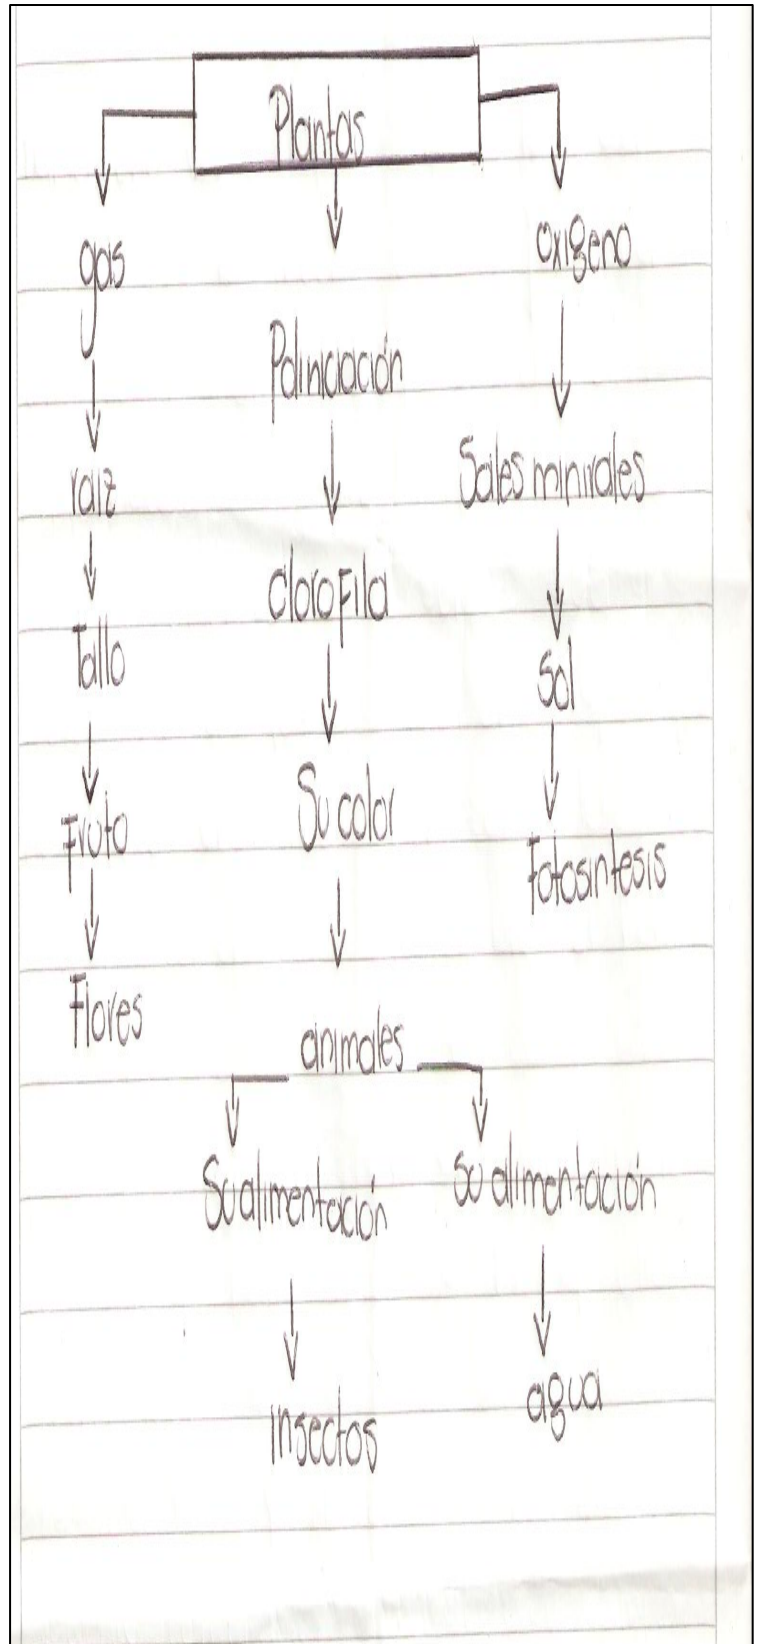 Plantas
gas
raiz
Tallo
Fruto
Flores
Poliniciación
clorofila
Su color
animales
Su alimentación
insectos
su alimentación
agua
oxigeno
Sales minirales
Sol
Fotosintesis